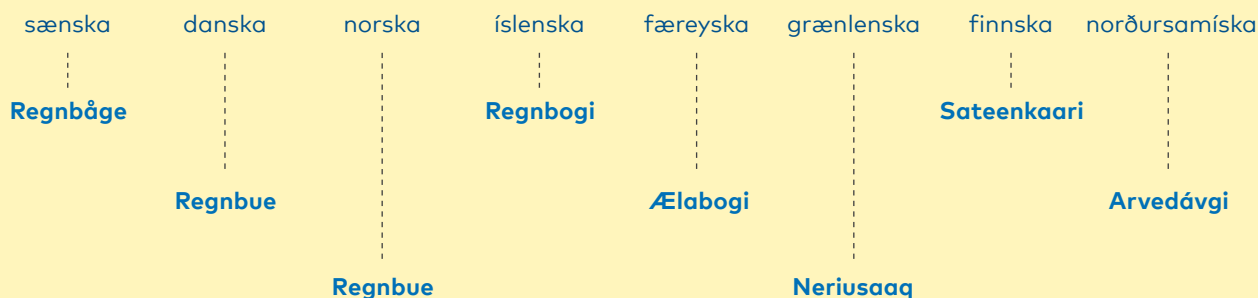 sænska danska norska íslenska færeyska grænlenska finnska norðursamíska
Regnbåge Regnbogi Sateenkaari
Regnbue Ælabogi Arvedávgi
Regnbue Neriusaaq